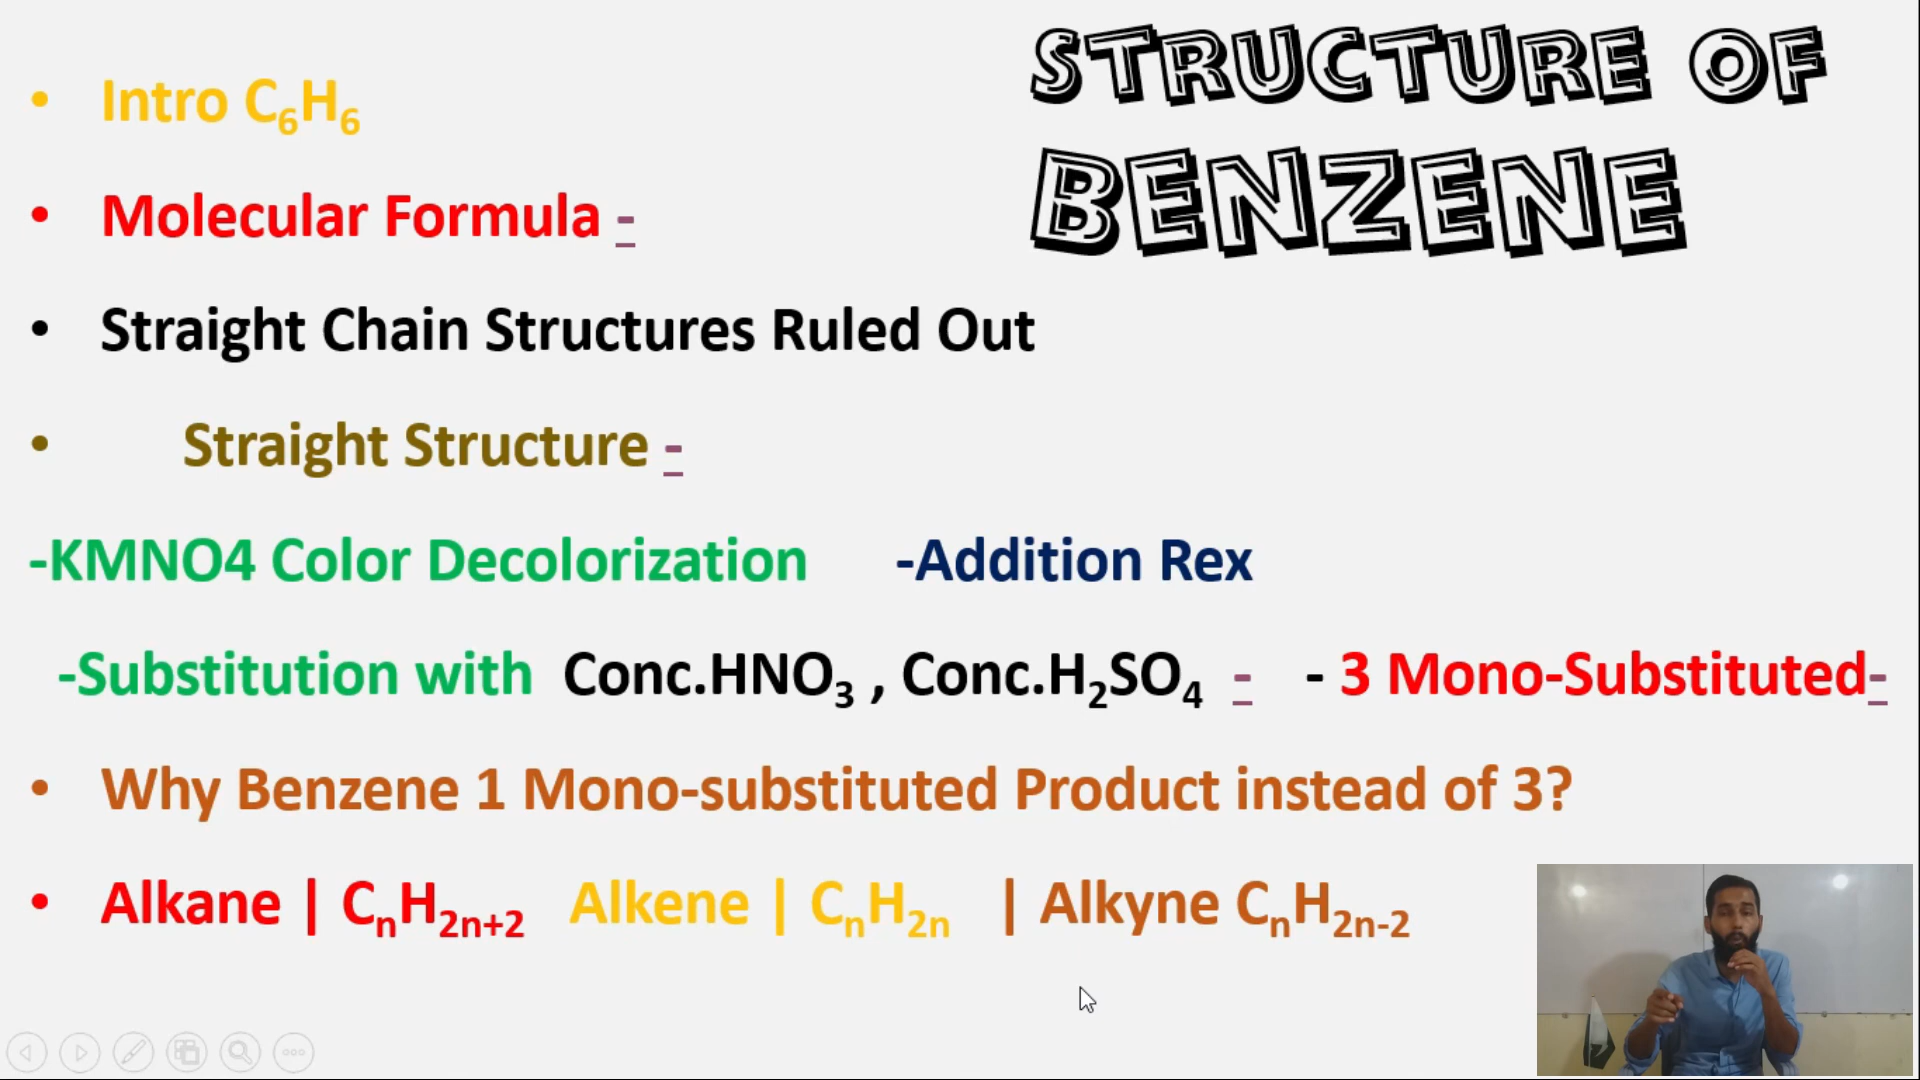 STRUCTURE OF
BENZENE
• Intro C₆H₆
• Molecular Formula -
• Straight Chain Structures Ruled Out
• Straight Structure -
-KMNO4 Color Decolorization -Addition Rex
-Substitution with Conc.HNO₃ , Conc.H₂SO₄ - - 3 Mono-Substituted-
• Why Benzene 1 Mono-substituted Product instead of 3?
• Alkane | CₙH₂ₙ₊₂ Alkene | CₙH₂ₙ | Alkyne CₙH₂ₙ₋₂